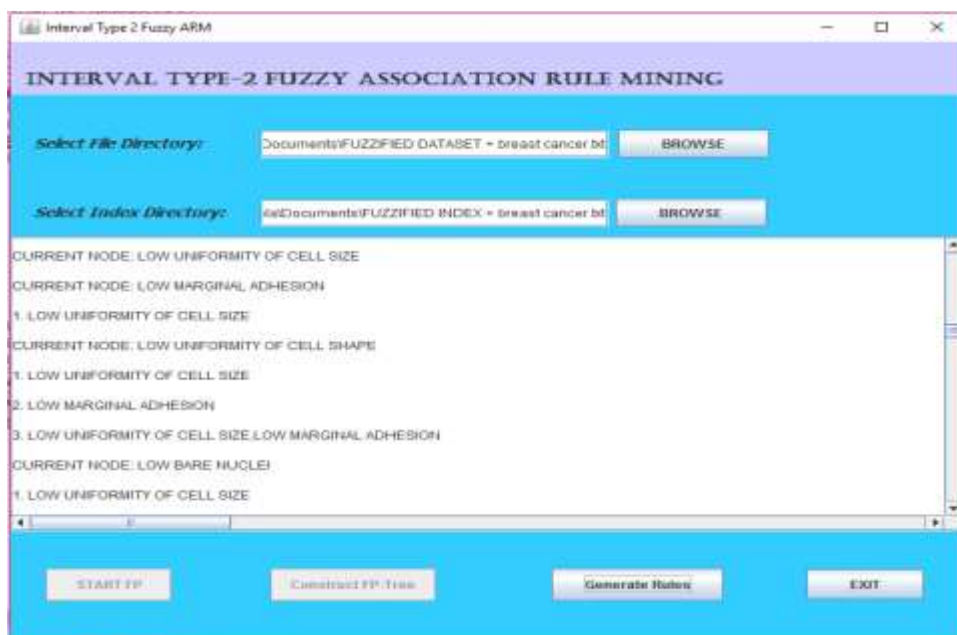 Interval Type 2 Fuzzy ARM
INTERVAL TYPE-2 FUZZY ASSOCIATION RULE MINING
Select File Directory: Documents\FUZZIFIED DATASET - breast cancer.txt BROWSE
Select Index Directory: Documents\FUZZIFIED INDEX - breast cancer.txt BROWSE
CURRENT NODE: LOW UNIFORMITY OF CELL SIZE
CURRENT NODE: LOW MARGINAL ADHESION
1. LOW UNIFORMITY OF CELL SIZE
CURRENT NODE: LOW UNIFORMITY OF CELL SHAPE
1. LOW UNIFORMITY OF CELL SIZE
2. LOW MARGINAL ADHESION
3. LOW UNIFORMITY OF CELL SIZE,LOW MARGINAL ADHESION
CURRENT NODE: LOW BARE NUCLEI
1. LOW UNIFORMITY OF CELL SIZE
START FP Construct FP-Tree Generate Rules EXIT